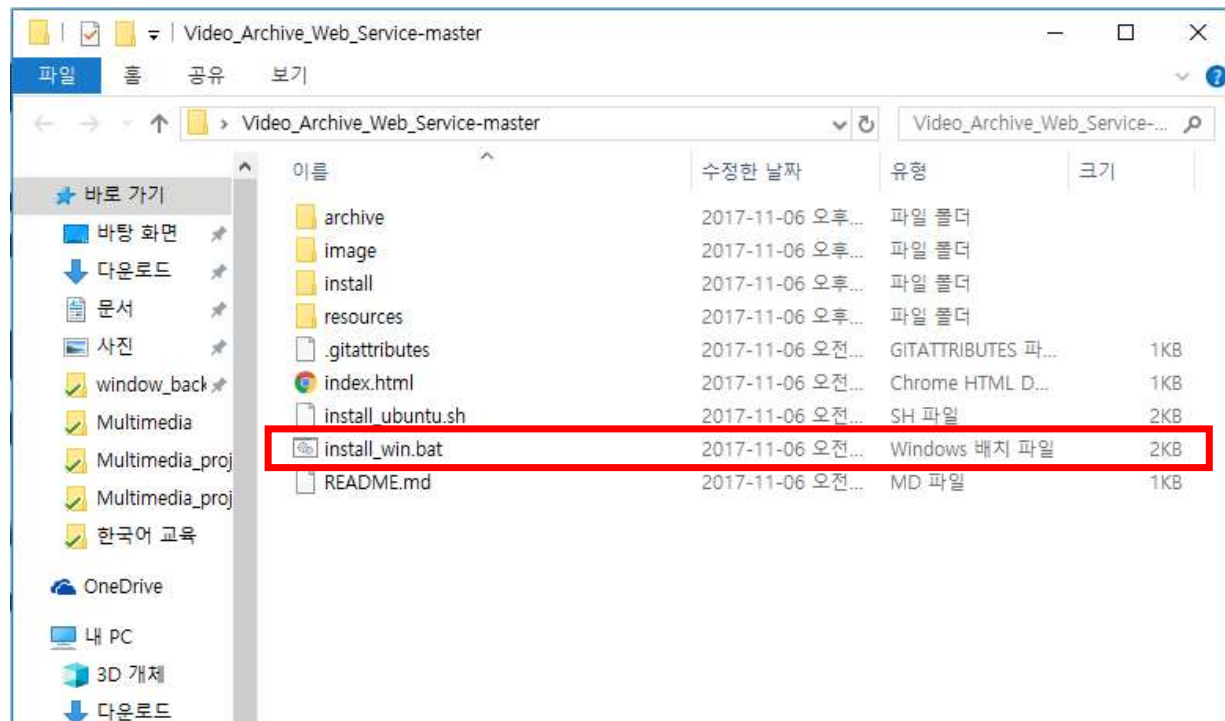 Video_Archive_Web_Service-master
파일 홈 공유 보기
Video_Archive_Web_Service-master Video_Archive_Web_Service-...
이름 수정한 날짜 유형 크기
바로 가기
바탕 화면
다운로드
문서
사진
window_back
Multimedia
Multimedia_proj
Multimedia_proj
한국어 교육
OneDrive
내 PC
3D 개체
다운로드
archive 2017-11-06 오후... 파일 폴더
image 2017-11-06 오후... 파일 폴더
install 2017-11-06 오후... 파일 폴더
resources 2017-11-06 오후... 파일 폴더
.gitattributes 2017-11-06 오전... GITATTRIBUTES 파... 1KB
index.html 2017-11-06 오전... Chrome HTML D... 1KB
install_ubuntu.sh 2017-11-06 오전... SH 파일 2KB
install_win.bat 2017-11-06 오전... Windows 배치 파일 2KB
README.md 2017-11-06 오전... MD 파일 1KB